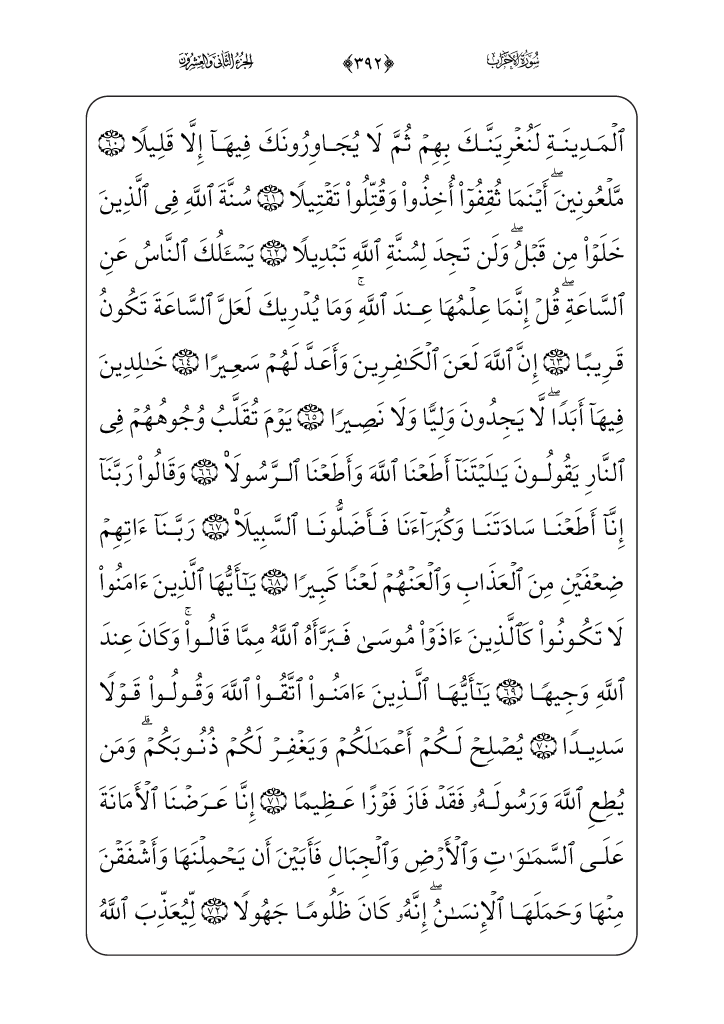 سُورَةُ الأَحْزَابِ ﴿٣٩٢﴾ الجُزءُ الثَّانِي وَالعِشْرُونَ
ٱلۡمَدِينَةِ لَنُغۡرِيَنَّكَ بِهِمۡ ثُمَّ لَا يُجَاوِرُونَكَ فِيهَآ إِلَّا قَلِيلٗا ٦٠
مَّلۡعُونِينَۖ أَيۡنَمَا ثُقِفُوٓاْ أُخِذُواْ وَقُتِّلُواْ تَقۡتِيلٗا ٦١ سُنَّةَ ٱللَّهِ فِي ٱلَّذِينَ
خَلَوۡاْ مِن قَبۡلُۖ وَلَن تَجِدَ لِسُنَّةِ ٱللَّهِ تَبۡدِيلٗا ٦٢ يَسۡـَٔلُكَ ٱلنَّاسُ عَنِ
ٱلسَّاعَةِۖ قُلۡ إِنَّمَا عِلۡمُهَا عِندَ ٱللَّهِۚ وَمَا يُدۡرِيكَ لَعَلَّ ٱلسَّاعَةَ تَكُونُ
قَرِيبًا ٦٣ إِنَّ ٱللَّهَ لَعَنَ ٱلۡكَٰفِرِينَ وَأَعَدَّ لَهُمۡ سَعِيرًا ٦٤ خَٰلِدِينَ
فِيهَآ أَبَدٗاۖ لَّا يَجِدُونَ وَلِيّٗا وَلَا نَصِيرٗا ٦٥ يَوۡمَ تُقَلَّبُ وُجُوهُهُمۡ فِي
ٱلنَّارِ يَقُولُونَ يَٰلَيۡتَنَآ أَطَعۡنَا ٱللَّهَ وَأَطَعۡنَا ٱلرَّسُولَا۠ ٦٦ وَقَالُواْ رَبَّنَآ
إِنَّآ أَطَعۡنَا سَادَتَنَا وَكُبَرَآءَنَا فَأَضَلُّونَا ٱلسَّبِيلَا۠ ٦٧ رَبَّنَآ ءَاتِهِمۡ
ضِعۡفَيۡنِ مِنَ ٱلۡعَذَابِ وَٱلۡعَنۡهُمۡ لَعۡنٗا كَبِيرٗا ٦٨ يَٰٓأَيُّهَا ٱلَّذِينَ ءَامَنُواْ
لَا تَكُونُواْ كَٱلَّذِينَ ءَاذَوۡاْ مُوسَىٰ فَبَرَّأَهُ ٱللَّهُ مِمَّا قَالُواْۚ وَكَانَ عِندَ
ٱللَّهِ وَجِيهٗا ٦٩ يَٰٓأَيُّهَا ٱلَّذِينَ ءَامَنُواْ ٱتَّقُواْ ٱللَّهَ وَقُولُواْ قَوۡلٗا
سَدِيدٗا ٧٠ يُصۡلِحۡ لَكُمۡ أَعۡمَٰلَكُمۡ وَيَغۡفِرۡ لَكُمۡ ذُنُوبَكُمۡۗ وَمَن
يُطِعِ ٱللَّهَ وَرَسُولَهُۥ فَقَدۡ فَازَ فَوۡزًا عَظِيمًا ٧١ إِنَّا عَرَضۡنَا ٱلۡأَمَانَةَ
عَلَى ٱلسَّمَٰوَٰتِ وَٱلۡأَرۡضِ وَٱلۡجِبَالِ فَأَبَيۡنَ أَن يَحۡمِلۡنَهَا وَأَشۡفَقۡنَ
مِنۡهَا وَحَمَلَهَا ٱلۡإِنسَٰنُۖ إِنَّهُۥ كَانَ ظَلُومٗا جَهُولٗا ٧٢ لِّيُعَذِّبَ ٱللَّهُ